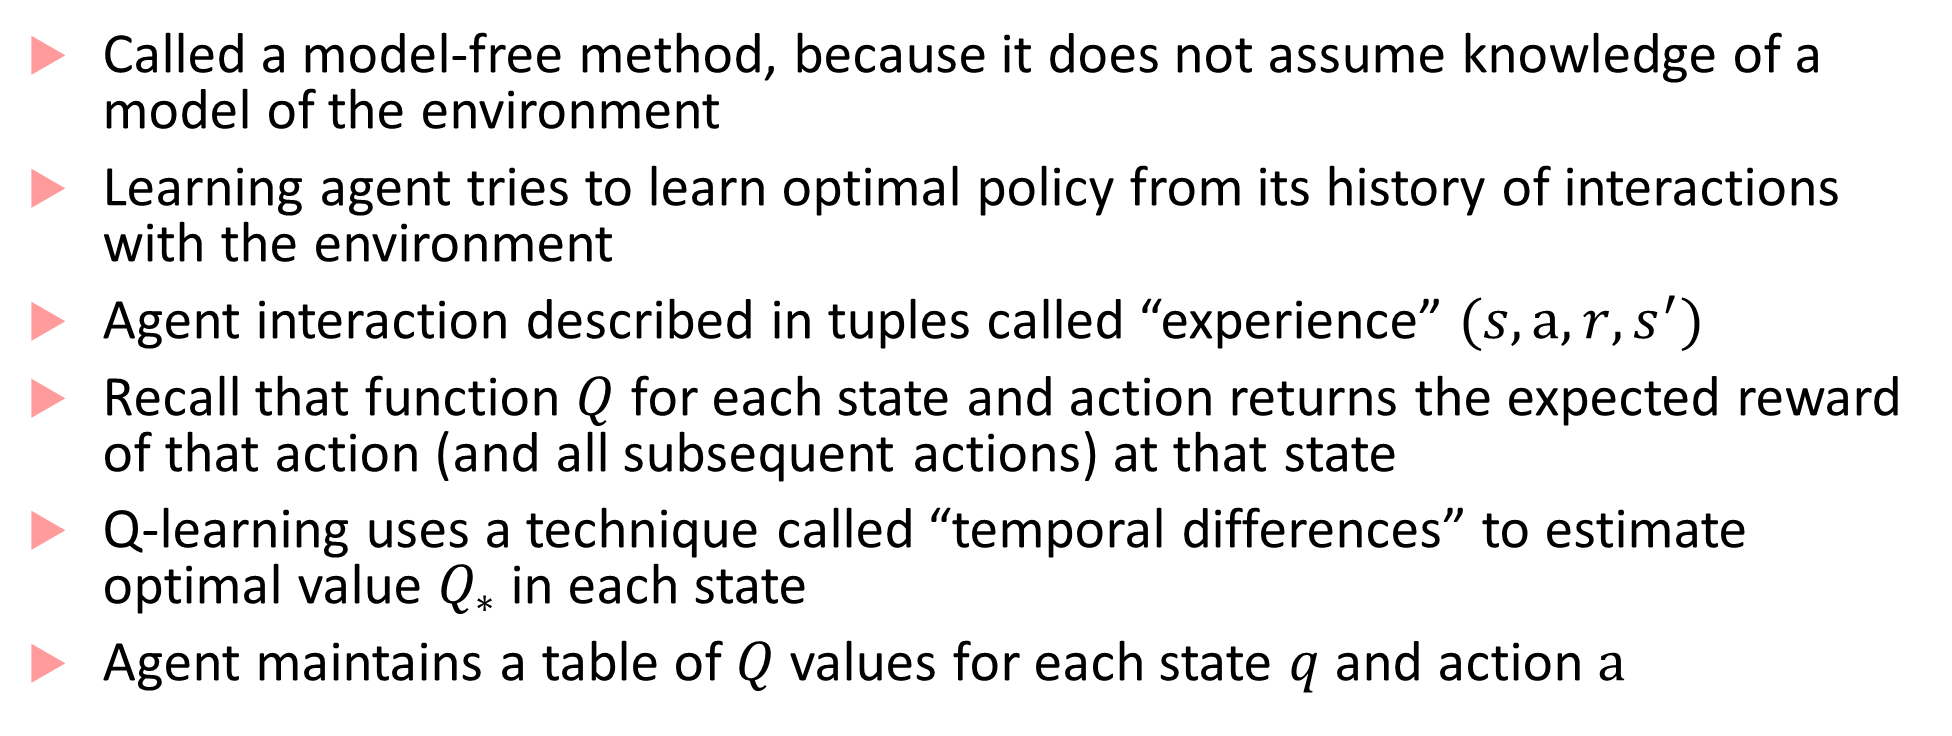 Called a model-free method, because it does not assume knowledge of a
model of the environment
Learning agent tries to learn optimal policy from its history of interactions
with the environment
Agent interaction described in tuples called “experience” (s, a, r, s′)
Recall that function Q for each state and action returns the expected reward
of that action (and all subsequent actions) at that state
Q-learning uses a technique called “temporal differences” to estimate
optimal value Q∗ in each state
Agent maintains a table of Q values for each state q and action a